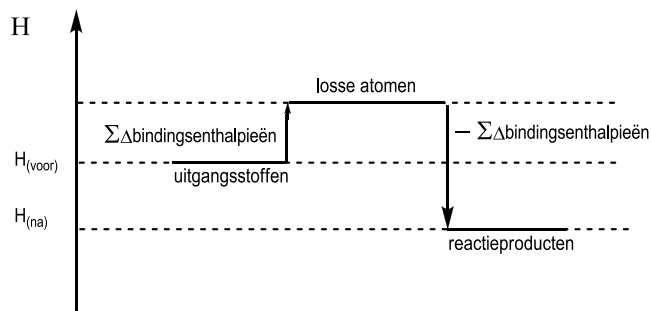 H
losse atomen
ΣΔbindingsenthalpieën
− ΣΔbindingsenthalpieën
H(voor)
uitgangsstoffen
H(na)
reactieproducten